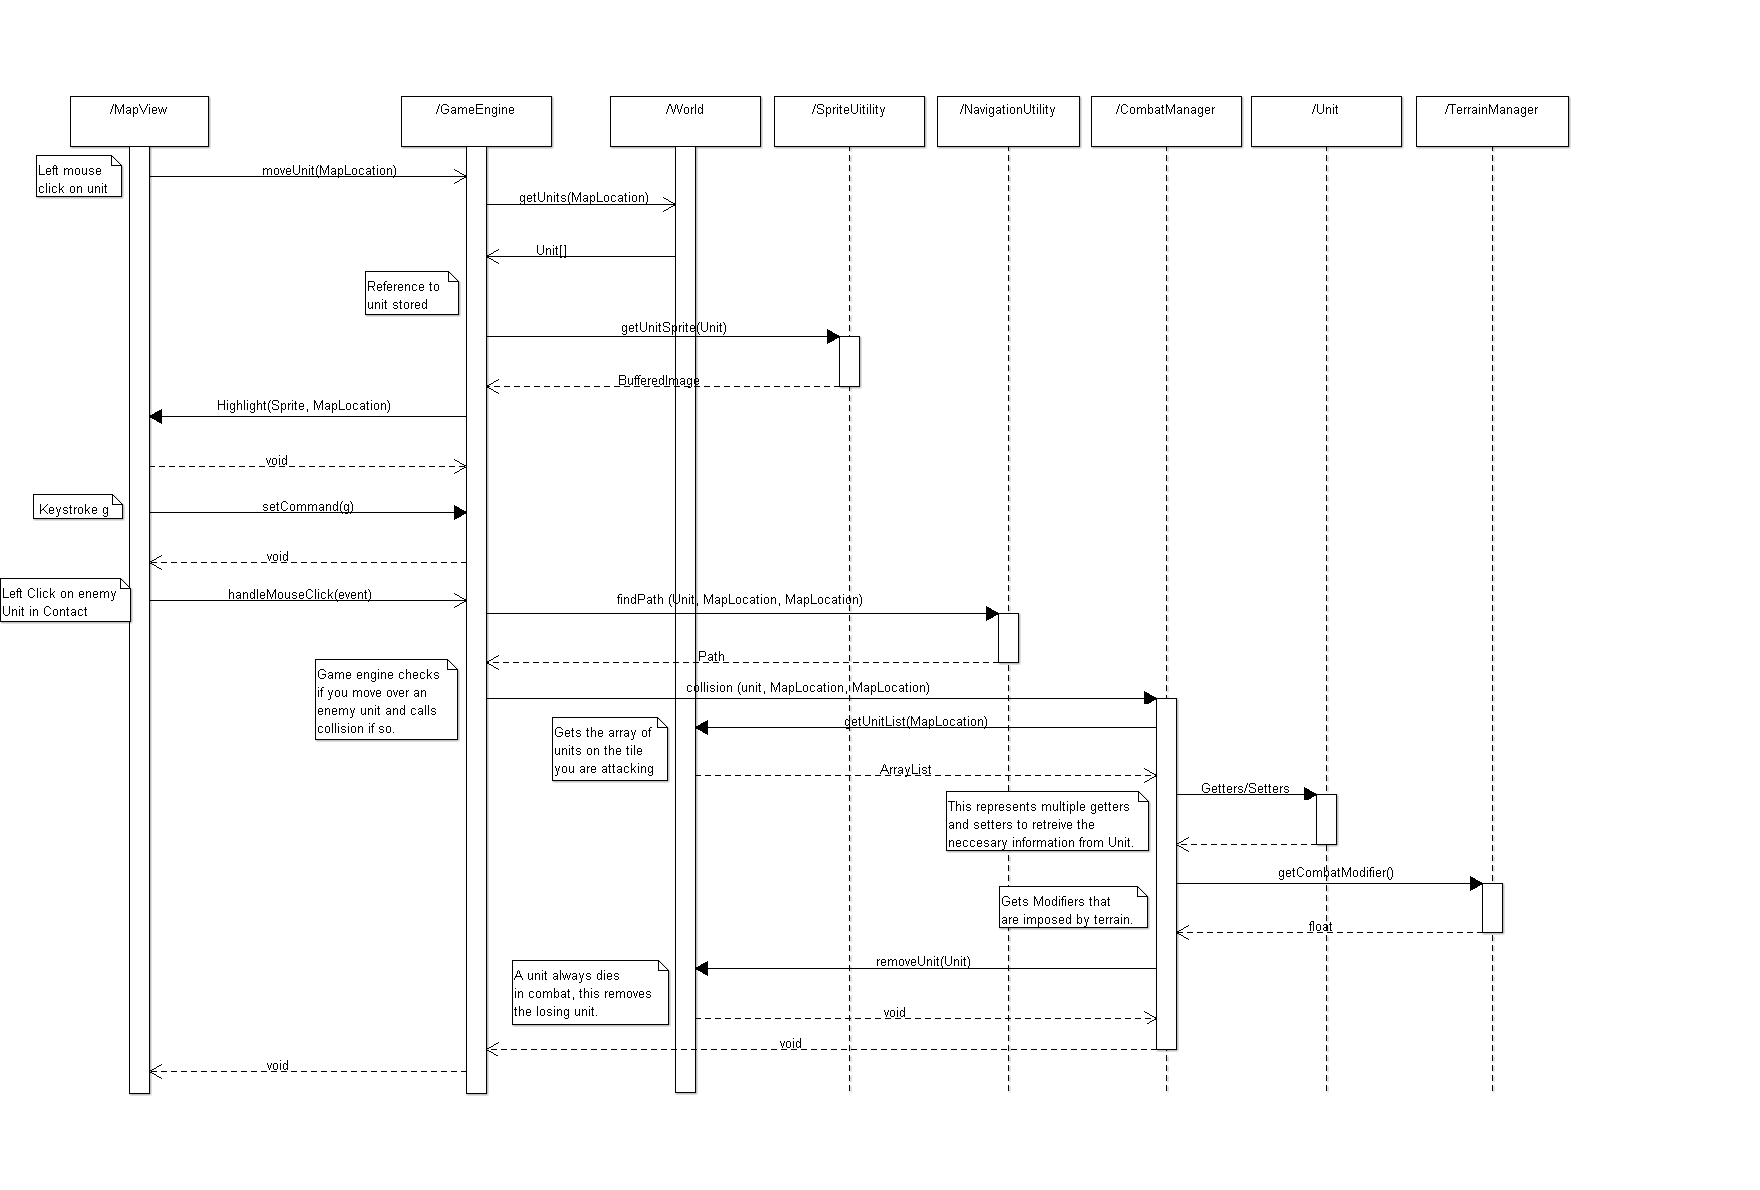 /MapView
/GameEngine
/World
/SpriteUitility
/NavigationUtility
/CombatManager
/Unit
/TerrainManager
Left mouse
click on unit
moveUnit(MapLocation)
getUnits(MapLocation)
Unit[]
Reference to
unit stored
getUnitSprite(Unit)
BufferedImage
Highlight(Sprite, MapLocation)
void
Keystroke g
setCommand(g)
void
Left Click on enemy
Unit in Contact
handleMouseClick(event)
findPath (Unit, MapLocation, MapLocation)
Path
Game engine checks
if you move over an
enemy unit and calls
collision if so.
collision (unit, MapLocation, MapLocation)
getUnitList(MapLocation)
Gets the array of
units on the tile
you are attacking
ArrayList
Getters/Setters
This represents multiple getters
and setters to retreive the
neccesary information from Unit.
getCombatModifier()
Gets Modifiers that
are imposed by terrain.
float
removeUnit(Unit)
A unit always dies
in combat, this removes
the losing unit.
void
void
void